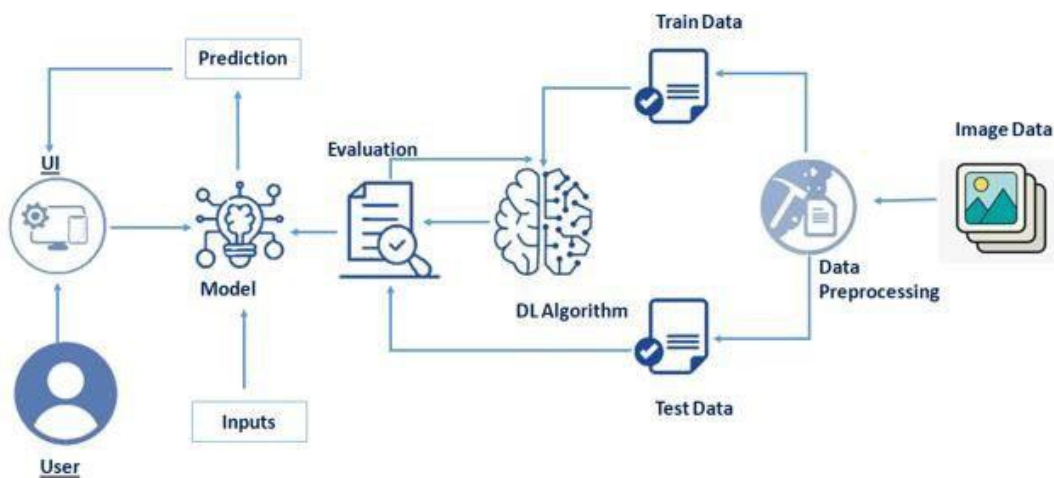 Train Data
Prediction
Image Data
Evaluation
UI
Data
Preprocessing
Model
DL Algorithm
Inputs
Test Data
User